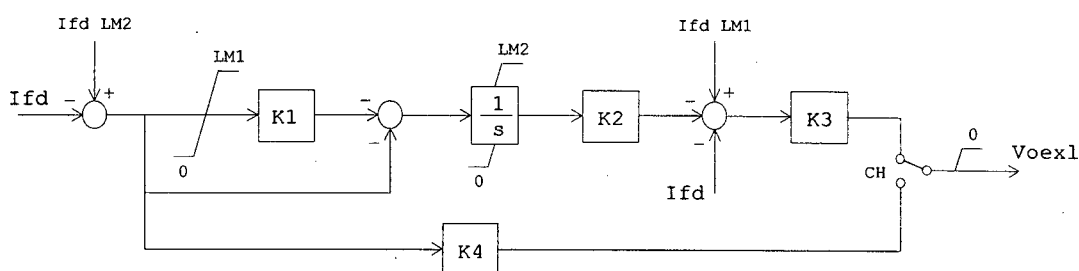 Ifd LM2
Ifd LM1
LM1
LM2
Ifd
-
+
K1
-
-
1
s
K2
-
+
-
K3
0
Voexl
0
0
Ifd
CH
K4